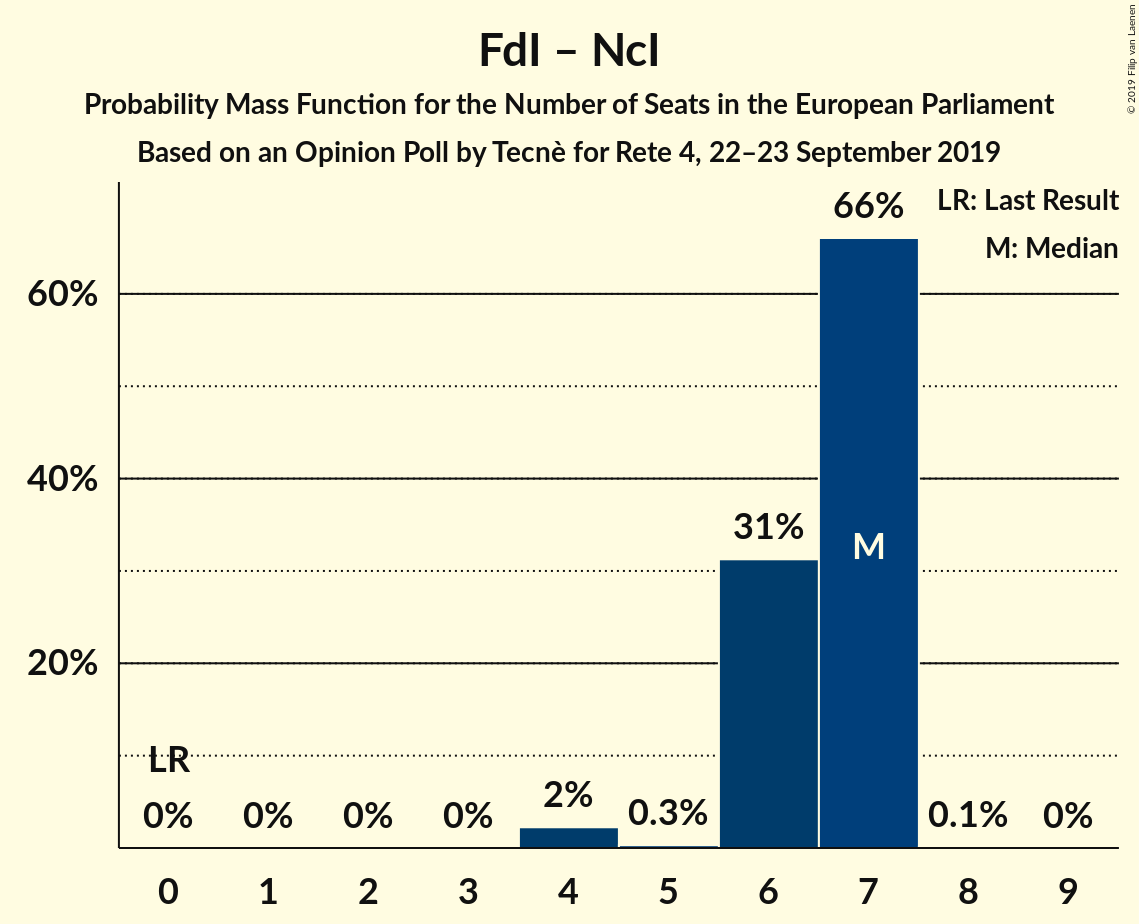 FdI – NcI
Probability Mass Function for the Number of Seats in the European Parliament
Based on an Opinion Poll by Tecnè for Rete 4, 22–23 September 2019
© 2019 Filip van Laenen
LR: Last Result
M: Median
60%
40%
20%
66%
31%
M
LR
0%
0%
0%
0%
2%
0.3%
0.1%
0%
0 1 2 3 4 5 6 7 8 9